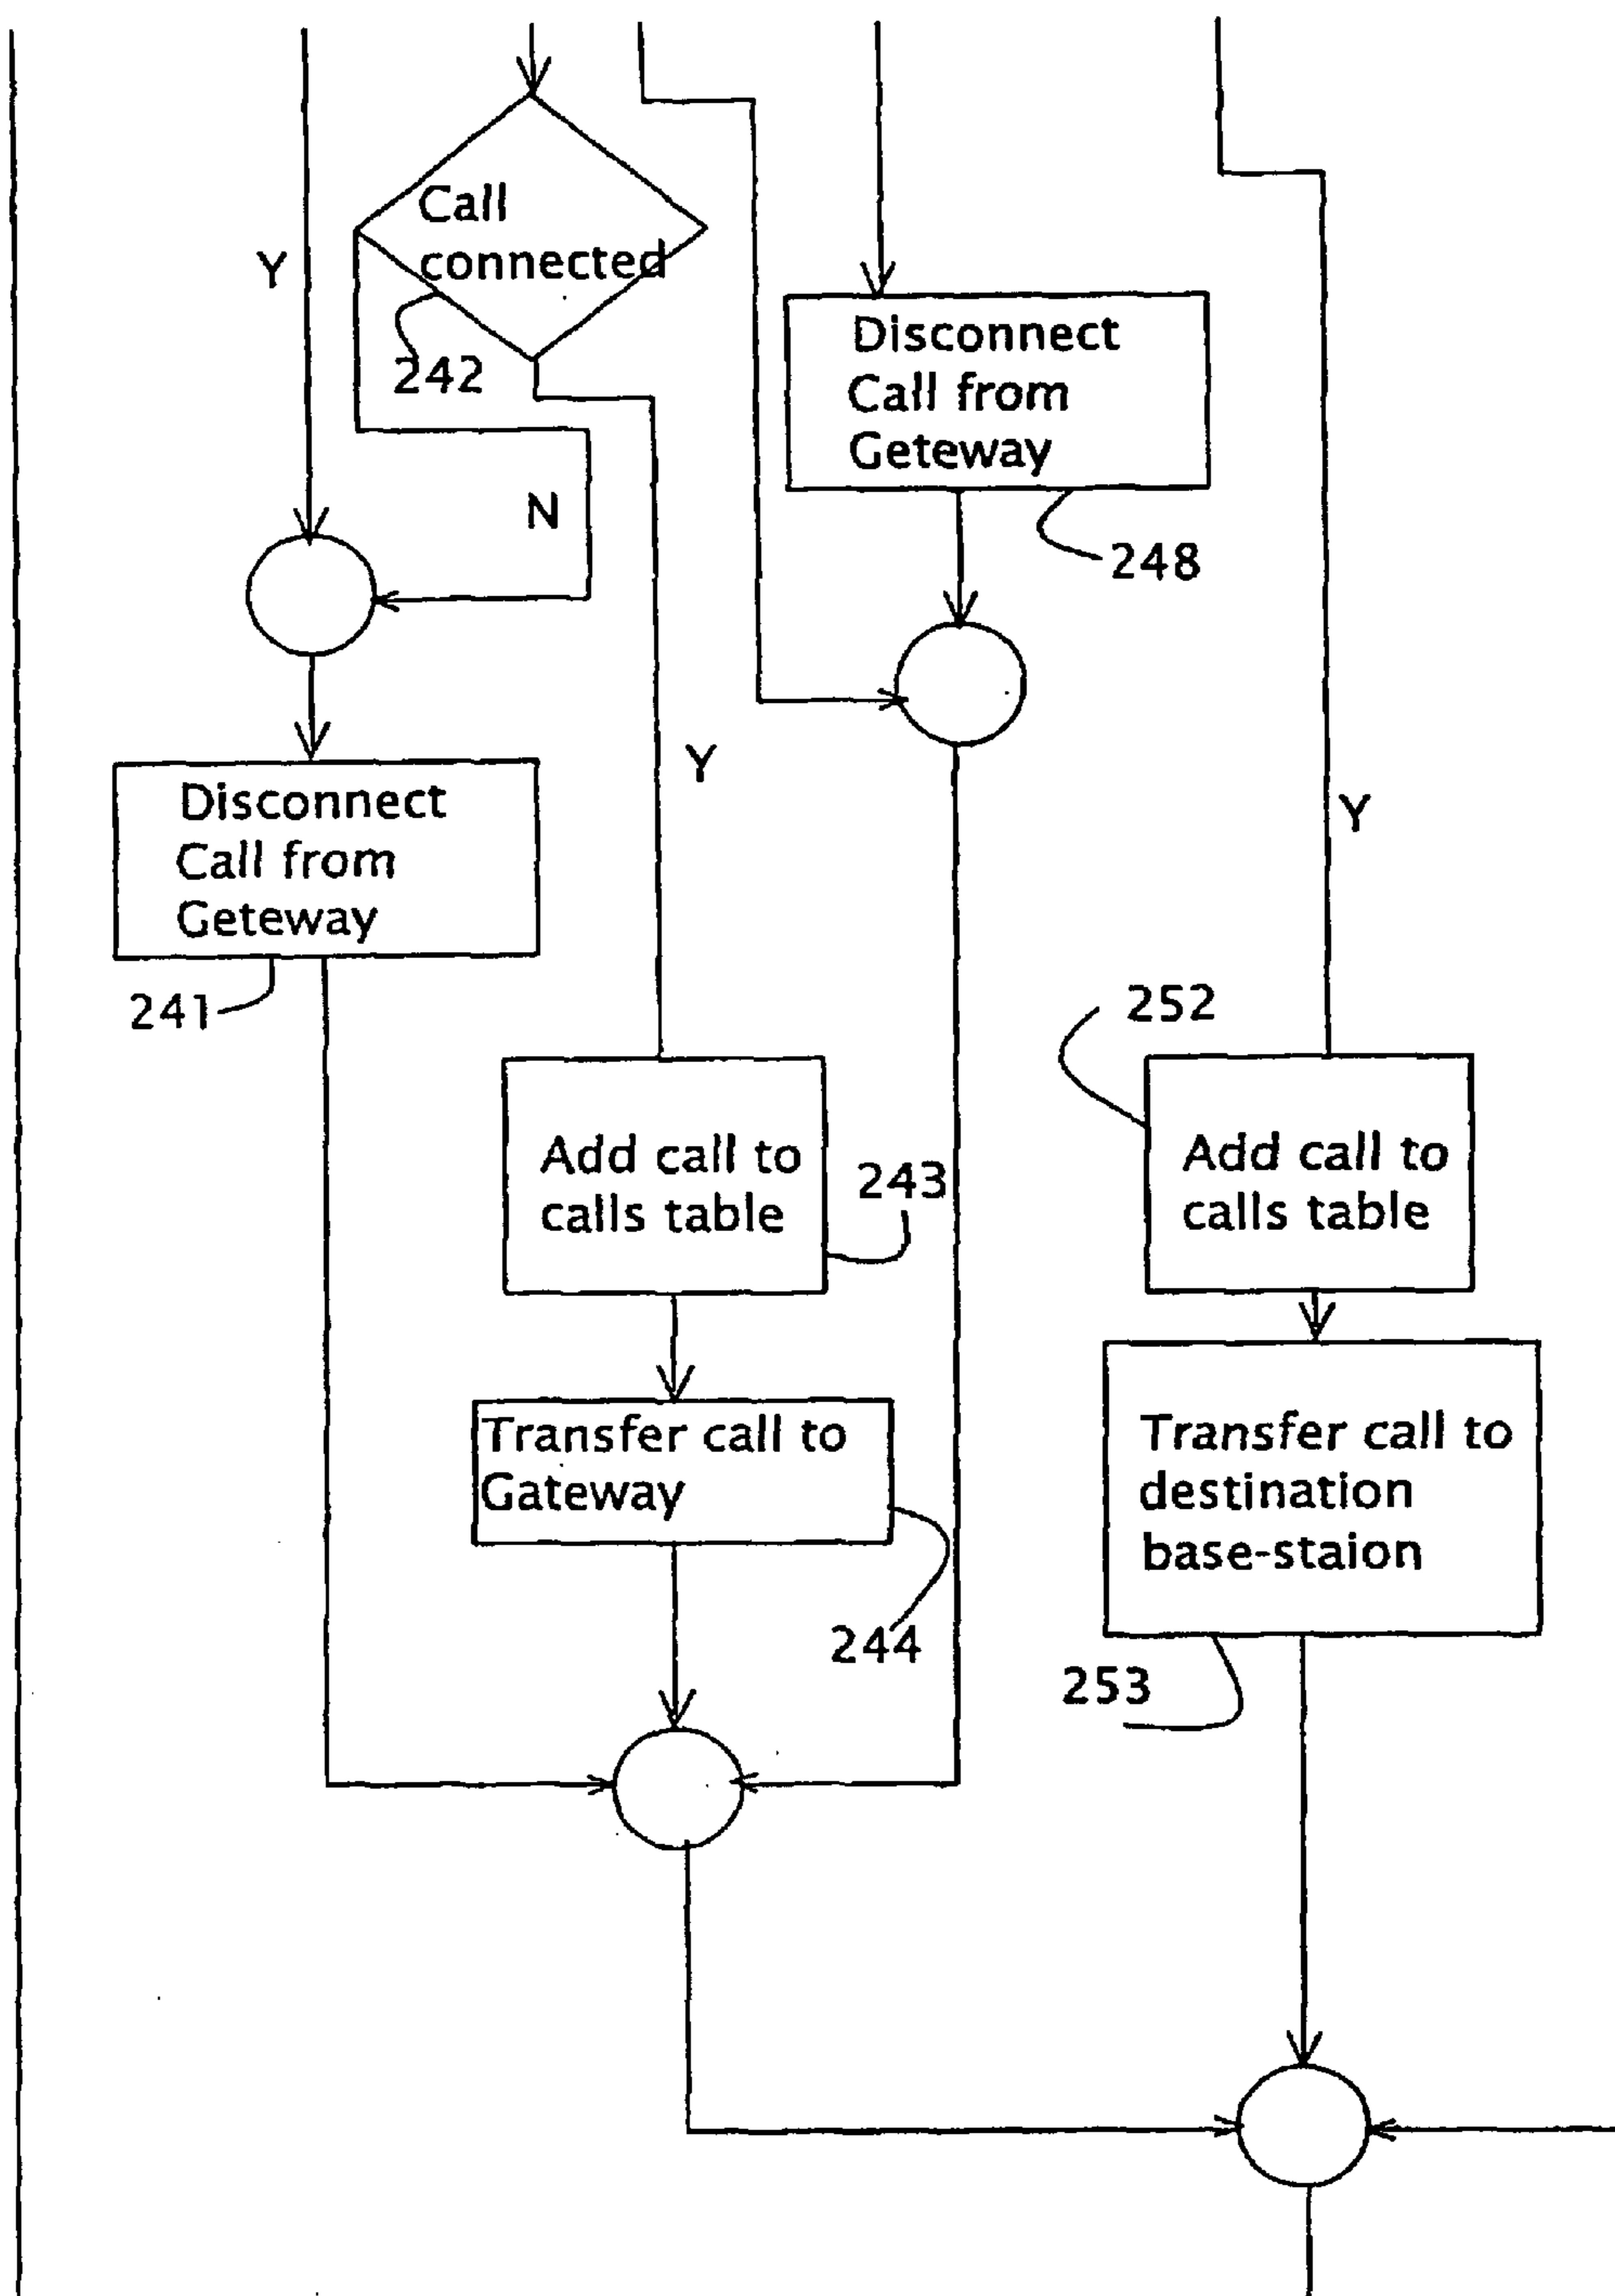 Call
connected
Y
242
Disconnect
Call from
Geteway
N
248
Y
Disconnect
Call from
Geteway
Y
241
252
Add call to
calls table
243
Add call to
calls table
Transfer call to
Gateway
Transfer call to
destination
base-staion
244
253